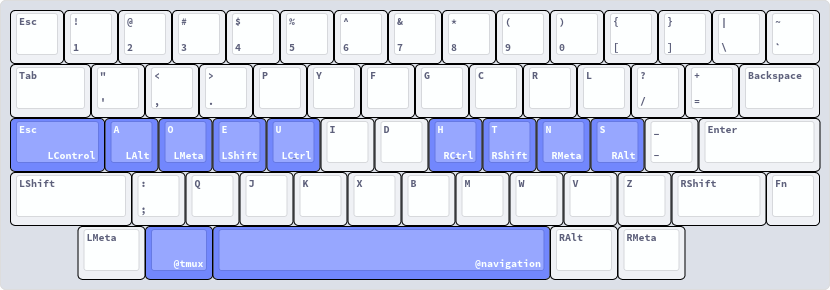 Esc ! @ # $ % ^ & * ( ) { } | ~
1 2 3 4 5 6 7 8 9 0 [ ] \ `
Tab " < > P Y F G C R L ? + Backspace
' , . / =
Esc A O E U I D H T N S _ Enter
LControl LAlt LMeta LShift LCtrl RCtrl RShift RMeta RAlt -
LShift : Q J K X B M W V Z RShift Fn
;
LMeta RAlt RMeta
@tmux @navigation